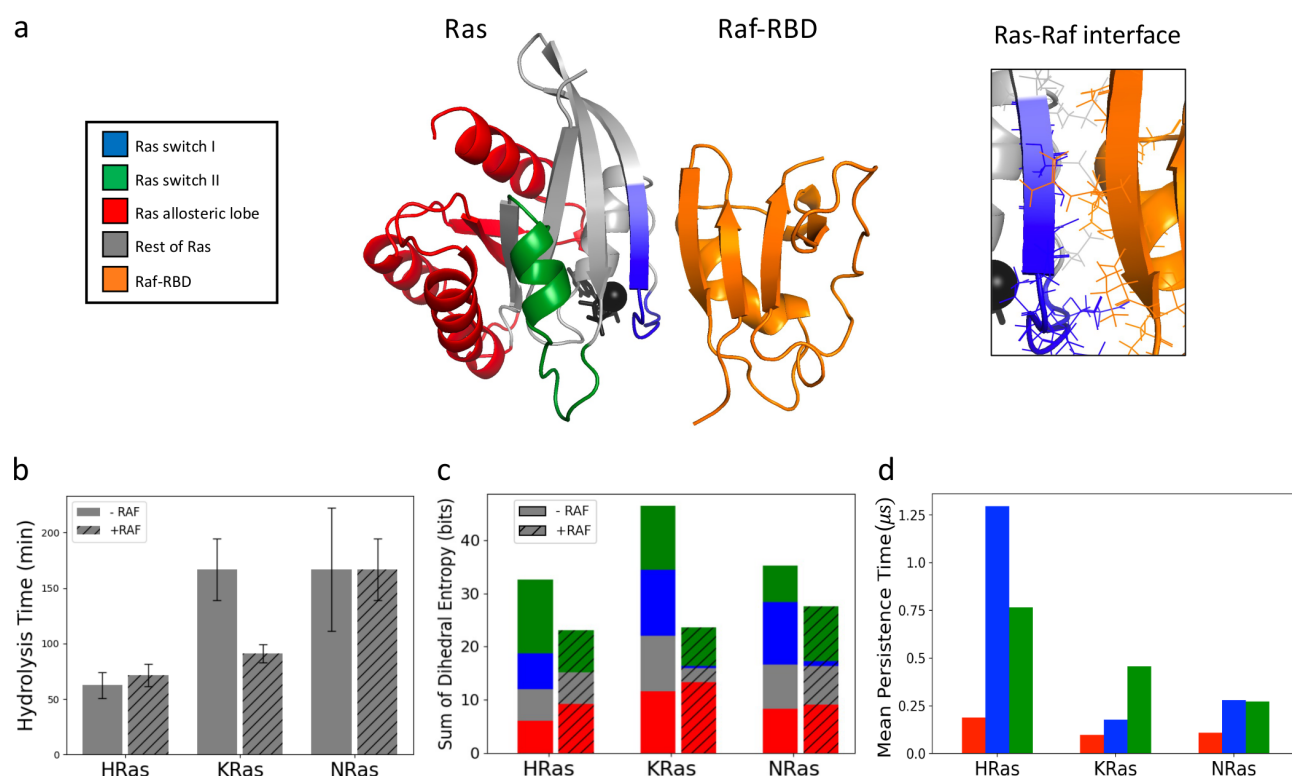 a
Ras
Raf-RBD
Ras-Raf interface
Ras switch I
Ras switch II
Ras allosteric lobe
Rest of Ras
Raf-RBD
b
Hydrolysis Time (min)
200
150
100
50
0
- RAF
+RAF
HRas
KRas
NRas
c
Sum of Dihedral Entropy (bits)
40
30
20
10
0
- RAF
+RAF
HRas
KRas
NRas
d
Mean Persistence Time (μs)
1.25
1.00
0.75
0.50
0.25
0.0
HRas
KRas
NRas